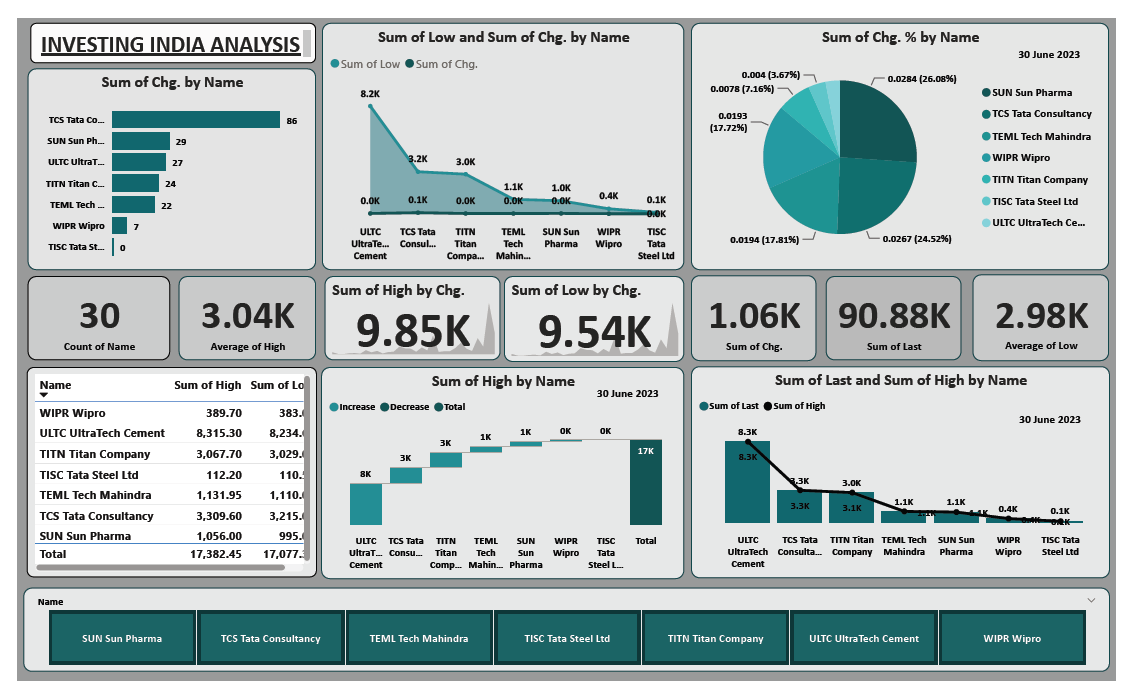 INVESTING INDIA ANALYSIS
Sum of Chg. by Name
TCS Tata Co...
86
SUN Sun Ph...
29
ULTC UltraT...
27
TITN Titan C...
24
TEML Tech ...
22
WIPR Wipro
7
TISC Tata St...
0
Sum of Low and Sum of Chg. by Name
Sum of Low Sum of Chg.
8.2K
3.2K
3.0K
1.1K
1.0K
0.4K
0.1K
0.0K
0.1K
0.0K
0.0K
0.0K
0.0K
ULTC UltraTe... Cement
TCS Tata Consul...
TITN Titan Compa...
TEML Tech Mahin...
SUN Sun Pharma
WIPR Wipro
TISC Tata Steel Ltd
Sum of Chg. % by Name
30 June 2023
0.004 (3.67%)
0.0078 (7.16%)
0.0193 (17.72%)
0.0194 (17.81%)
0.0284 (26.08%)
0.0267 (24.52%)
SUN Sun Pharma
TCS Tata Consultancy
TEML Tech Mahindra
WIPR Wipro
TITN Titan Company
TISC Tata Steel Ltd
ULTC UltraTech Ce...
30
Count of Name
3.04K
Average of High
Sum of High by Chg.
9.85K
Sum of Low by Chg.
9.54K
1.06K
Sum of Chg.
90.88K
Sum of Last
2.98K
Average of Low
Name Sum of High Sum of Lo
WIPR Wipro 389.70 383.
ULTC UltraTech Cement 8,315.30 8,234.
TITN Titan Company 3,067.70 3,029.
TISC Tata Steel Ltd 112.20 110.
TEML Tech Mahindra 1,131.95 1,110.
TCS Tata Consultancy 3,309.60 3,215.
SUN Sun Pharma 1,056.00 995.
Total 17,382.45 17,077.
Sum of High by Name
30 June 2023
Increase Decrease Total
8K
3K
3K
1K
1K
0K
0K
17K
ULTC UltraT... Cement
TCS Tata Consu...
TITN Titan Comp...
TEML Tech Mahin...
SUN Sun Pharma
WIPR Wipro
TISC Tata Steel L...
Total
Sum of Last and Sum of High by Name
Sum of Last Sum of High
30 June 2023
8.3K
8.3K
3.3K
3.3K
3.0K
3.1K
1.1K
1.1K
1.1K
1.1K
0.4K
0.4K
0.1K
ULTC UltraTech Cement
TCS Tata Consulta...
TITN Titan Company
TEML Tech Mahindra
SUN Sun Pharma
WIPR Wipro
TISC Tata Steel Ltd
Name
SUN Sun Pharma
TCS Tata Consultancy
TEML Tech Mahindra
TISC Tata Steel Ltd
TITN Titan Company
ULTC UltraTech Cement
WIPR Wipro